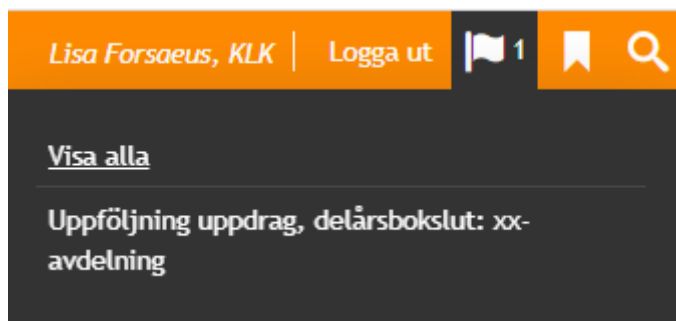 Lisa Forsaeus, KLK Logga ut 1
Visa alla
Uppföljning uppdrag, delårsbokslut: xx-
avdelning